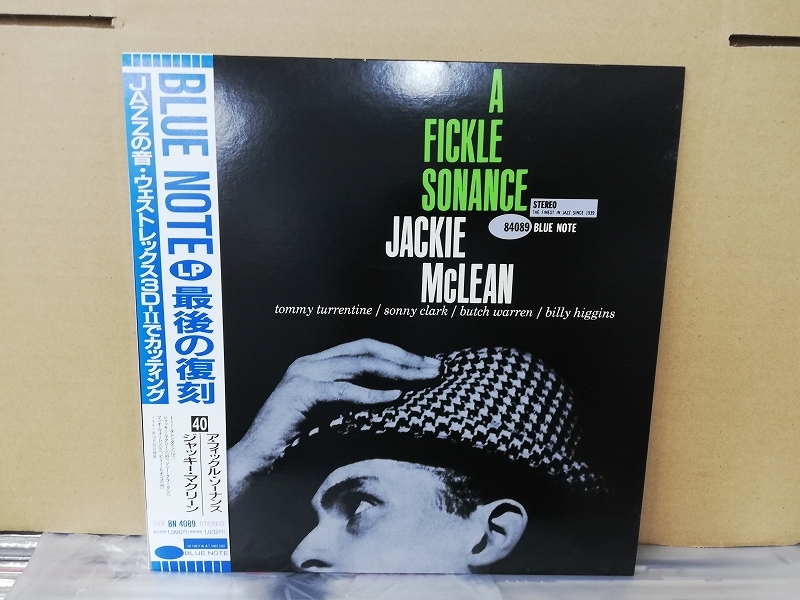 BLUE NOTE LP 最後の復刻
JAZZの音・ウェストレックス3D-IIでカッティング
40
ア・フィックル・ソーナンス
ジャッキー・マクリーン
BN 4089 STEREO
BLUE NOTE
A
FICKLE
SONANCE
STEREO
THE FINEST IN JAZZ SINCE 1939
84089 BLUE NOTE
JACKIE
McLEAN
tommy turrentine / sonny clark / butch warren / billy higgins